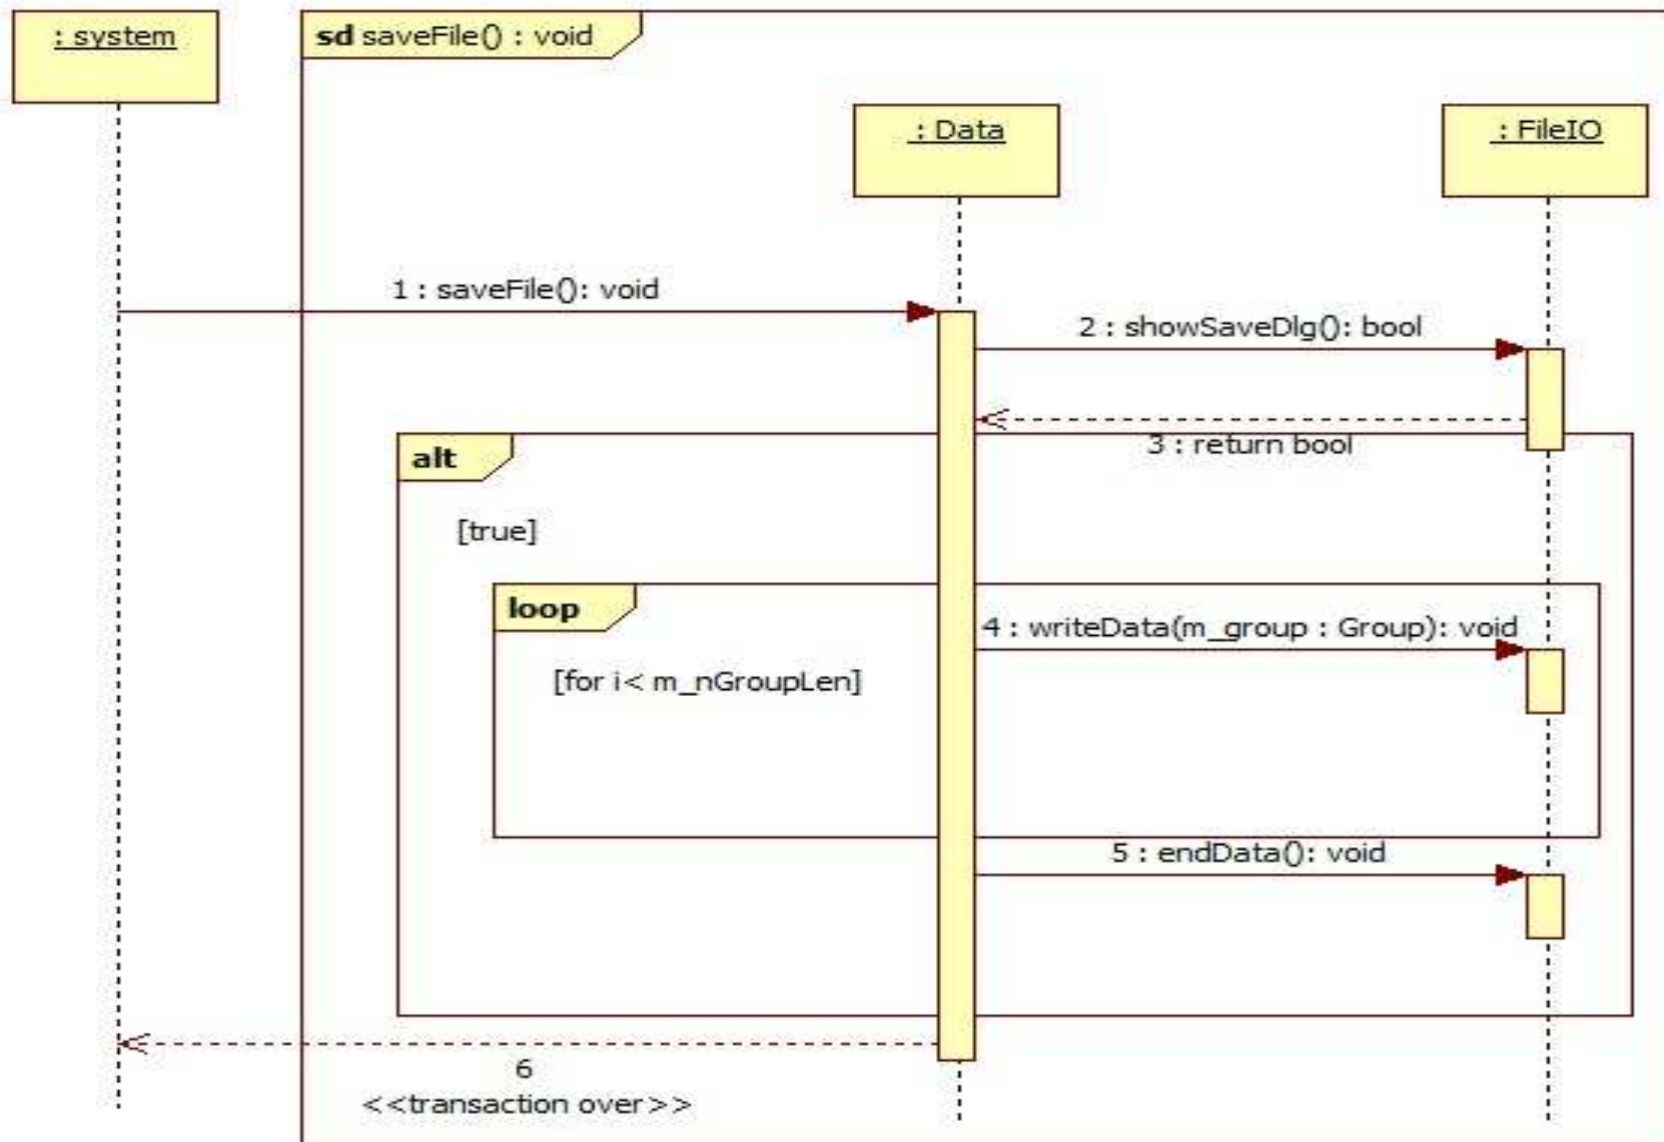 : system
sd saveFile() : void
: Data
: FileIO
1 : saveFile(): void
2 : showSaveDlg(): bool
3 : return bool
alt
[true]
loop
4 : writeData(m_group : Group): void
[for i< m_nGroupLen]
5 : endData(): void
6
<<transaction over>>